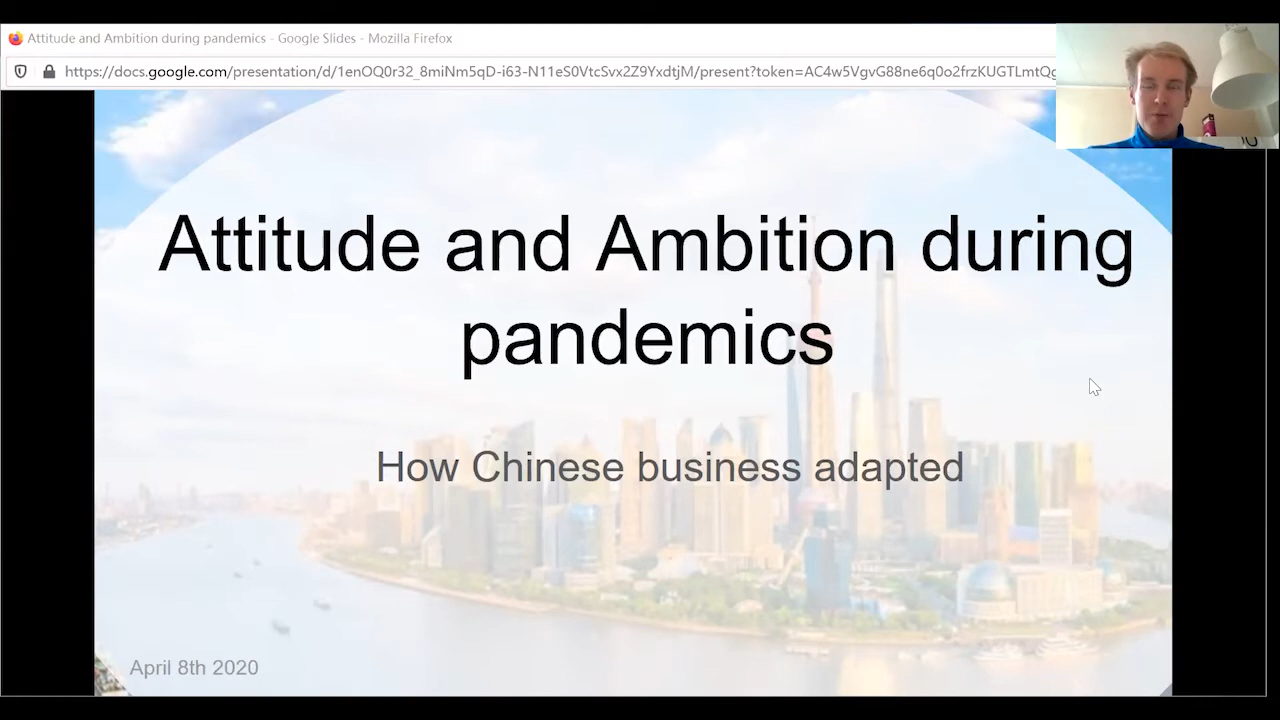 Attitude and Ambition during pandemics - Google Slides - Mozilla Firefox
https://docs.google.com/presentation/d/1erOQ0r32_8miNm5qD-i63-N11eS0VtcSvx2Z9YxdtjM/present?token=AC4w5VgvG88ne6q0o2frzKUGTLmtQg
Attitude and Ambition during
pandemics
How Chinese business adapted
April 8th 2020